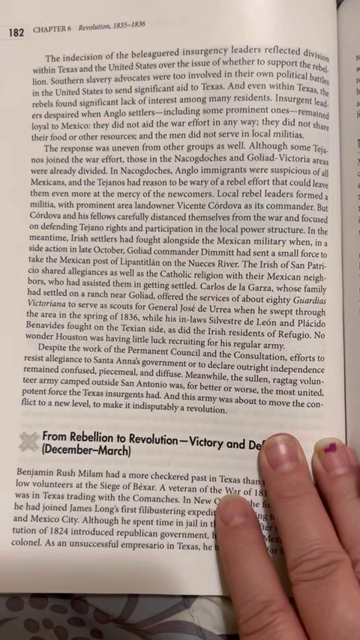 182 CHAPTER 6 Revolution, 1835–1836
The indecision of the beleaguered insurgency leaders reflected division
within Texas and the United States over the issue of whether to support the rebel-
lion. Southern slavery advocates were too involved in their own political battles
in the United States to send significant aid to Texas. And even within Texas, the
rebels found significant lack of interest among many residents. Insurgent lead-
ers despaired when Anglo settlers—including some prominent ones—remained
loyal to Mexico: they did not aid the war effort in any way; they did not share
their food or other resources; and the men did not serve in local militias.
The response was uneven from other groups as well. Although some Teja-
nos joined the war effort, those in the Nacogdoches and Goliad-Victoria areas
were already divided. In Nacogdoches, Anglo immigrants were suspicious of all
Mexicans, and the Tejanos had reason to be wary of a rebel effort that could leave
them even more at the mercy of the newcomers. Local rebel leaders formed a
militia, with prominent area landowner Vicente Córdova as its commander. But
Córdova and his fellows carefully distanced themselves from the war and focused
on defending Tejano rights and participation in the local power structure. In the
meantime, Irish settlers had fought alongside the Mexican military when, in a
side action in late October, Goliad commander Dimmitt had sent a small force to
take the Mexican post of Lipantitlán on the Nueces River. The Irish of San Patri-
cio shared allegiances as well as the Catholic religion with their Mexican neigh-
bors, who had assisted them in getting settled. Carlos de la Garza, whose family
had settled on a ranch near Goliad, offered the services of about eighty Guardias
Victoriana to serve as scouts for General José de Urrea when he swept through
the area in the spring of 1836, while his in-laws Silvestre de León and Plácido
Benavides fought on the Texian side, as did the Irish residents of Refugio. No
wonder Houston was having little luck recruiting for his regular army.
Despite the work of the Permanent Council and the Consultation, efforts to
resist allegiance to Santa Anna's government or to declare outright independence
remained confused, piecemeal, and diffuse. Meanwhile, the sullen, ragtag volun-
teer army camped outside San Antonio was, for better or worse, the most united,
potent force the Texas insurgents had. And this army was about to move the con-
flict to a new level, to make it indisputably a revolution.
From Rebellion to Revolution—Victory and De
(December–March)
Benjamin Rush Milam had a more checkered past in Texas than
low volunteers at the Siege of Béxar. A veteran of the War of 18
was in Texas trading with the Comanches. In New O
he had joined James Long's first filibustering expedi
and Mexico City. Although he spent time in jail in
tution of 1824 introduced republican government, h
colonel. As an unsuccessful empresario in Texas, he